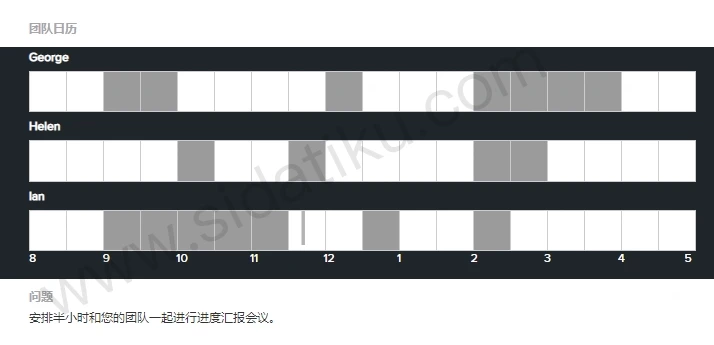 团队日历
George
Helen
Ian
8 9 10 11 12 1 2 3 4 5
问题
安排半小时和您的团队一起进行进度汇报会议。
www.sidatiku.com